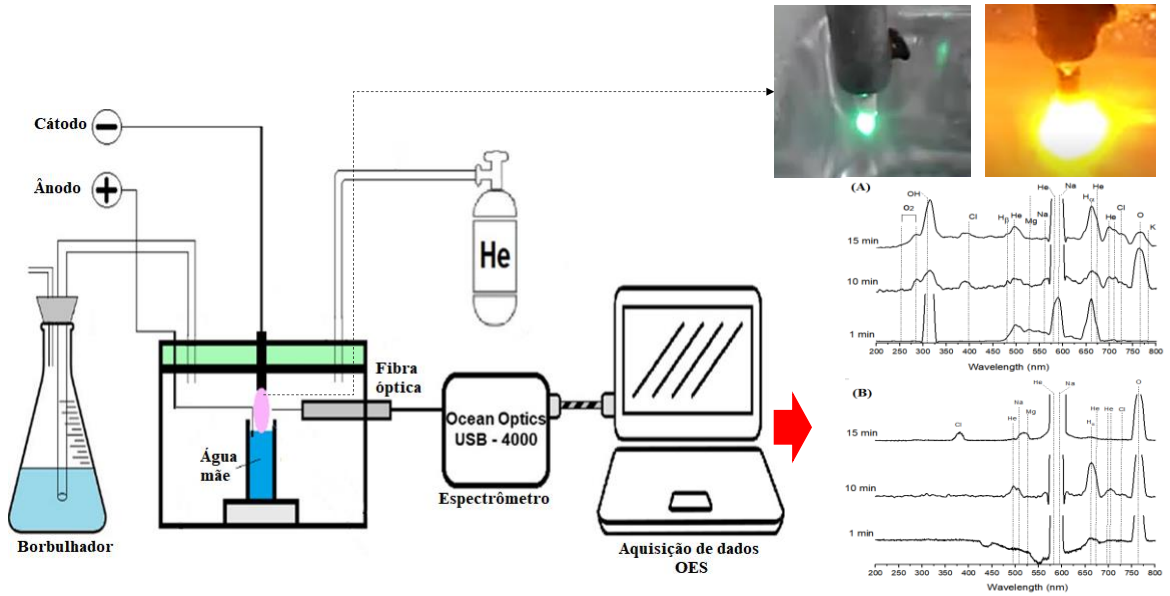 Cátodo
Ânodo
He
Borbulhador
Água
mãe
Fibra
óptica
Ocean Optics
USB - 4000
Espectrômetro
Aquisição de dados
OES
(A)
O2
OH
Cl
Hβ
He
Mg
Na
He
Na
Hα
He
He
Cl
O
K
15 min
10 min
1 min
200 250 300 350 400 450 500 550 600 650 700 750 800
Wavelength (nm)
(B)
Cl
He
Na
Mg
He
Na
Hα
He
He
Cl
O
15 min
10 min
1 min
200 250 300 350 400 450 500 550 600 650 700 750 800
Wavelength (nm)